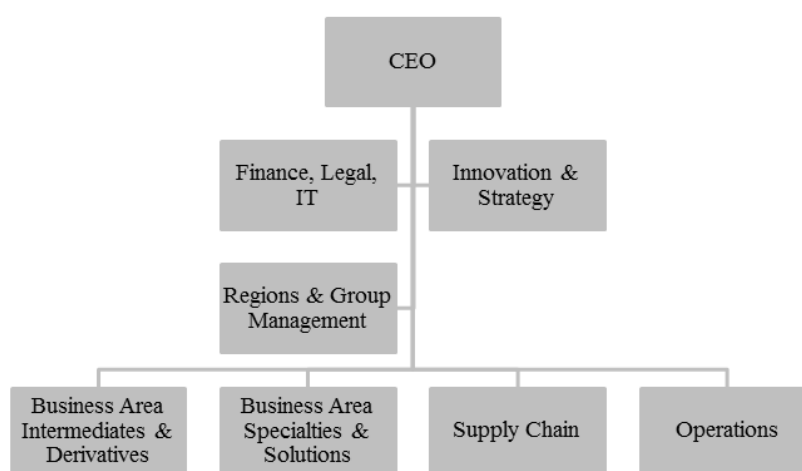 CEO
Finance, Legal,
IT
Innovation &
Strategy
Regions & Group
Management
Business Area
Intermediates &
Derivatives
Business Area
Specialties &
Solutions
Supply Chain
Operations